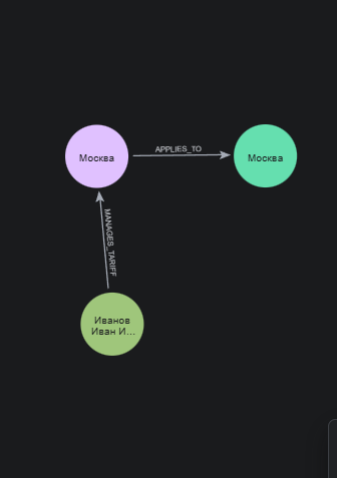 Москва
APPLIES_TO
Москва
MANAGES_TARIFF
Иванов
Иван И...